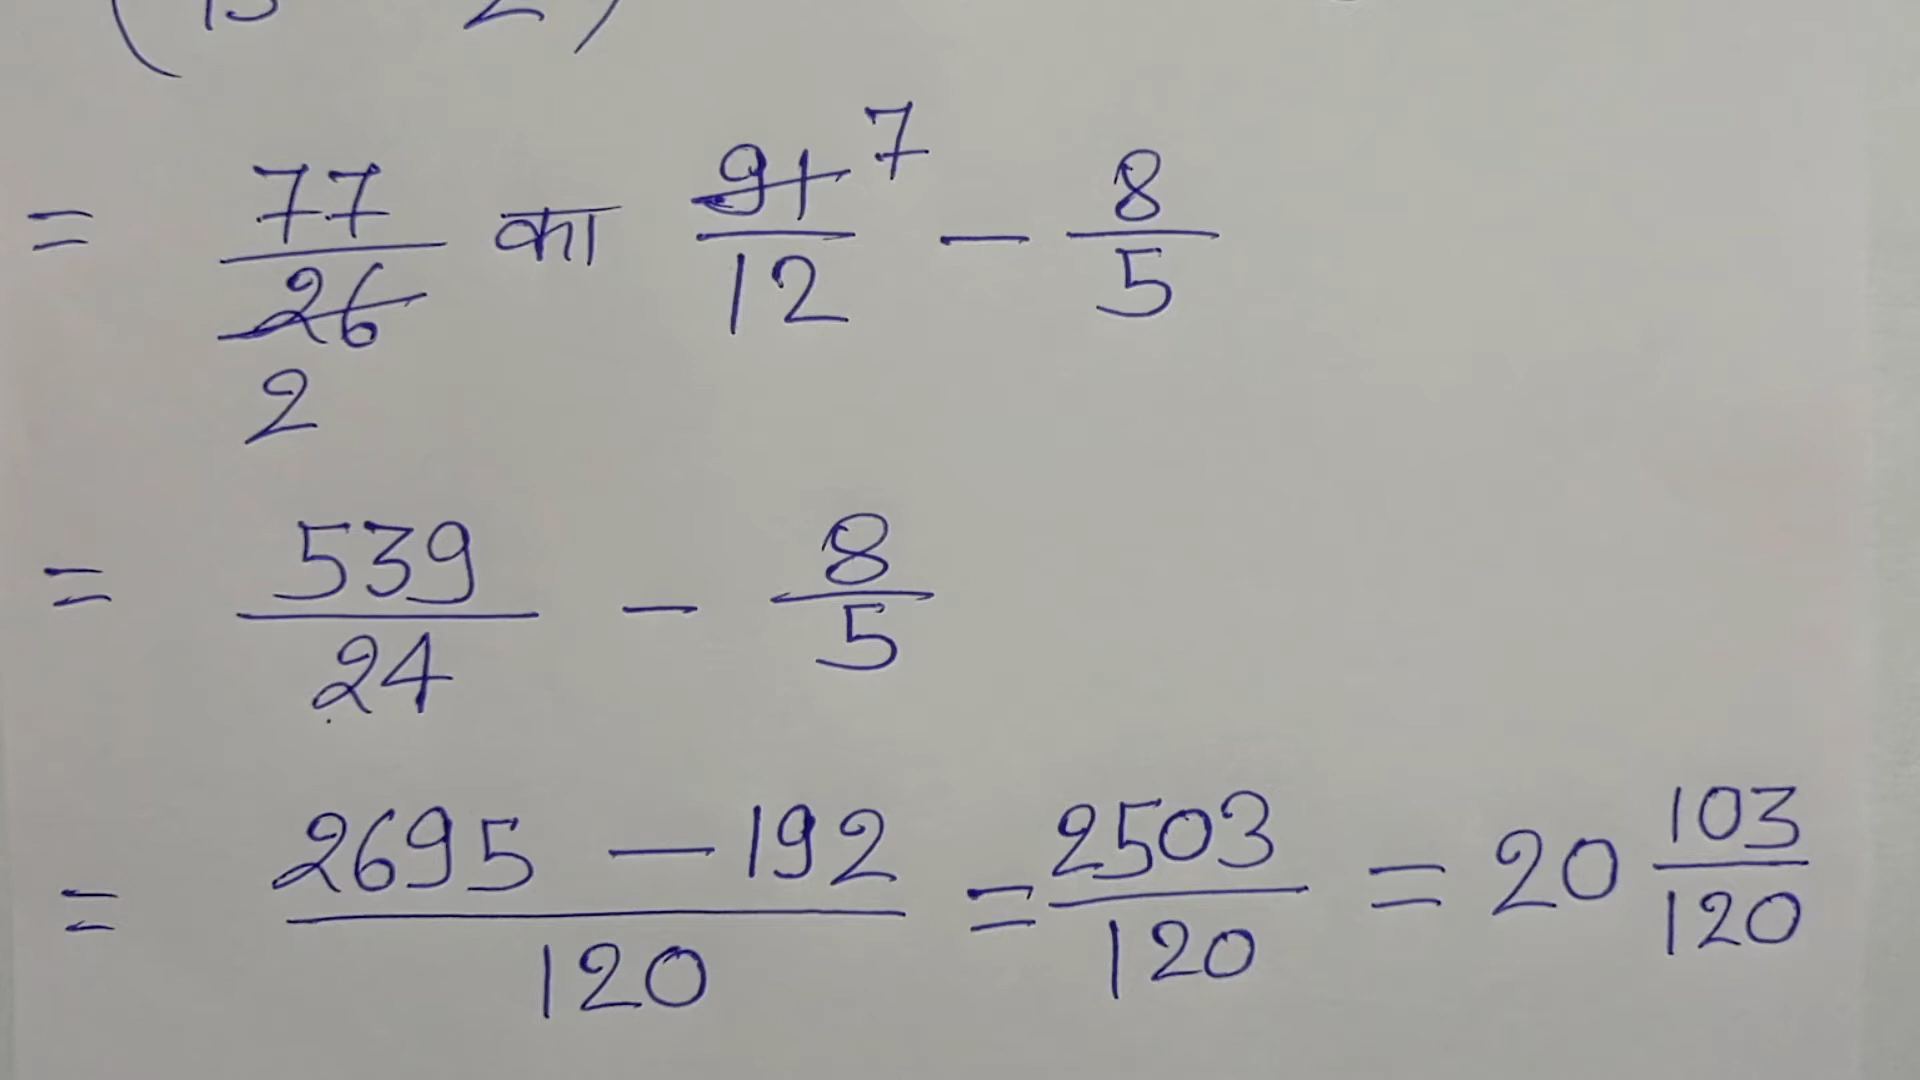 = 77/26 2 का 91/12 7 - 8/5
= 539/24 - 8/5
= 2695 - 192/120 = 2503/120 = 20 103/120